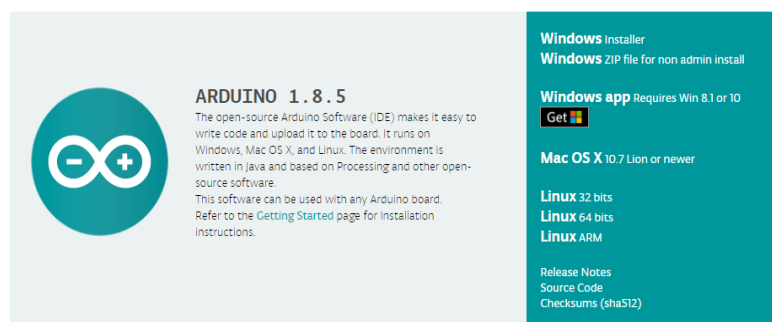 ARDUINO 1.8.5
The open-source Arduino Software (IDE) makes it easy to
write code and upload it to the board. It runs on
Windows, Mac OS X, and Linux. The environment is
written in Java and based on Processing and other open-
source software.
This software can be used with any Arduino board.
Refer to the Getting Started page for Installation
instructions.
Windows Installer
Windows ZIP file for non admin install
Windows app Requires Win 8.1 or 10
Get
Mac OS X 10.7 Lion or newer
Linux 32 bits
Linux 64 bits
Linux ARM
Release Notes
Source Code
Checksums (sha512)